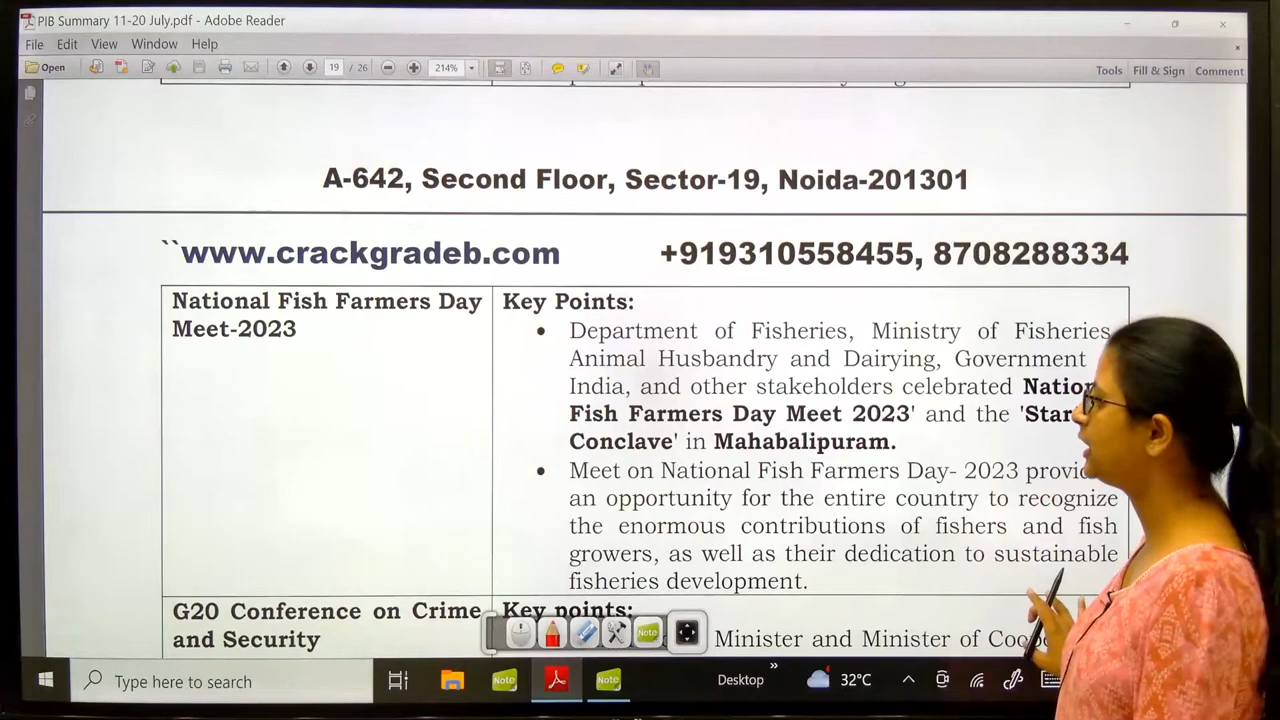 PIB Summary 11-20 July.pdf - Adobe Reader
File Edit View Window Help
Open 19 / 26 214% Tools Fill & Sign Comment
A-642, Second Floor, Sector-19, Noida-201301
``www.crackgradeb.com +919310558455, 8708288334
National Fish Farmers Day
Meet-2023
Key Points:
• Department of Fisheries, Ministry of Fisheries
Animal Husbandry and Dairying, Government
India, and other stakeholders celebrated
Fish Farmers Day Meet 2023' and the
Conclave' in Mahabalipuram.
• Meet on National Fish Farmers Day- 2023
an opportunity for the entire country to recognize
the enormous contributions of fishers and fish
growers, as well as their dedication to sustainable
fisheries development.
G20 Conference on Crime
and Security
Key points:
Minister and Minister of
Note
Type here to search Note Note Desktop » 32°C